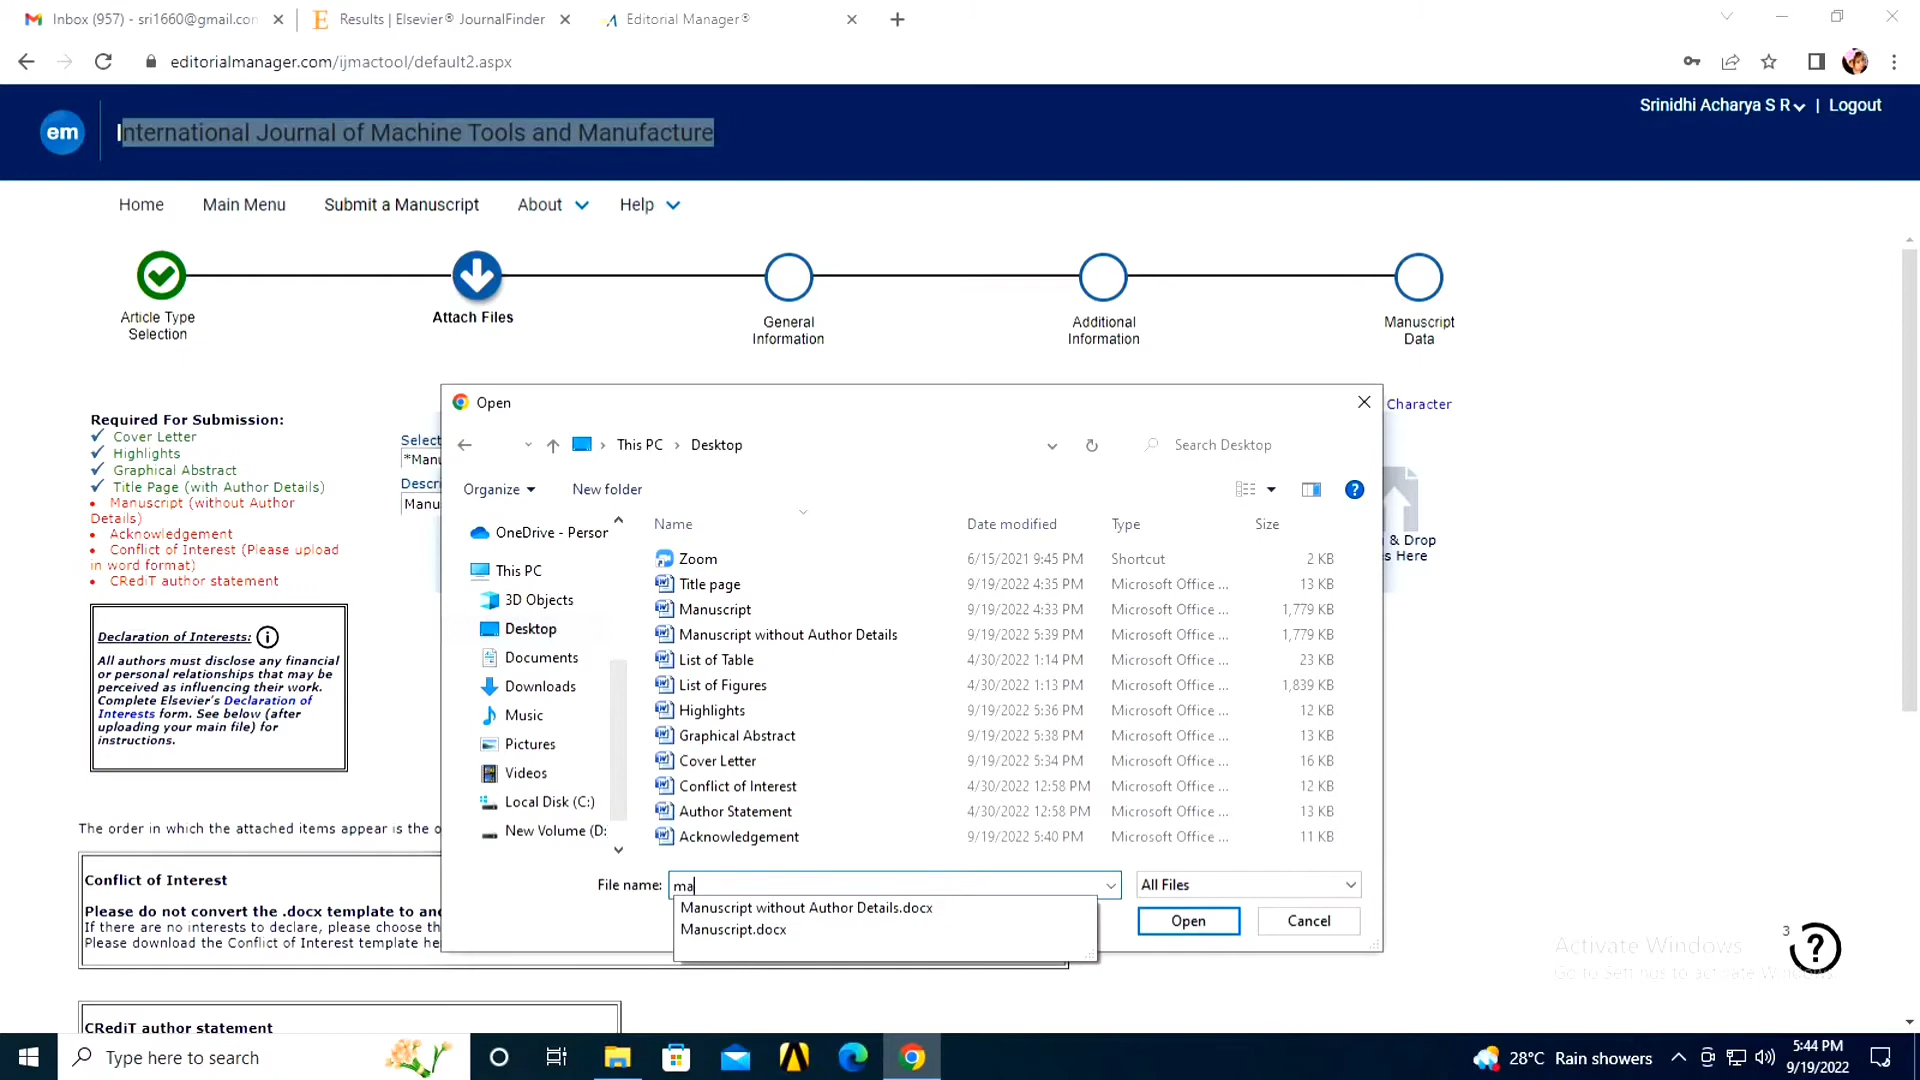 Inbox (957) - sri1660@gmail.co
Results | Elsevier® JournalFinder
Editorial Manager®
editorialmanager.com/ijmactool/default2.aspx
em
International Journal of Machine Tools and Manufacture
Srinidhi Acharya S R | Logout
Home
Main Menu
Submit a Manuscript
About
Help
Article Type
Selection
Attach Files
General
Information
Additional
Information
Manuscript
Data
Required For Submission:
Cover Letter
Highlights
Graphical Abstract
Title Page (with Author Details)
Manuscript (without Author
Details)
Acknowledgement
Conflict of Interest (Please upload
in word format)
CRediT author statement
Declaration of Interests:
All authors must disclose any financial
or personal relationships that may be
perceived as influencing their work.
Complete Elsevier's Declaration of
Interests form. See below (after
uploading your main file) for
instructions.
Select
*Manu
Descri
Manu
Character
& Drop
s Here
Open
This PC
Desktop
Search Desktop
Organize
New folder
?
OneDrive - Person
This PC
3D Objects
Desktop
Documents
Downloads
Music
Pictures
Videos
Local Disk (C:)
New Volume (D:
Name Date modified Type Size
Zoom 6/15/2021 9:45 PM Shortcut 2 KB
Title page 9/19/2022 4:35 PM Microsoft Office ... 13 KB
Manuscript 9/19/2022 4:33 PM Microsoft Office ... 1,779 KB
Manuscript without Author Details 9/19/2022 5:39 PM Microsoft Office ... 1,779 KB
List of Table 4/30/2022 1:14 PM Microsoft Office ... 23 KB
List of Figures 4/30/2022 1:13 PM Microsoft Office ... 1,839 KB
Highlights 9/19/2022 5:36 PM Microsoft Office ... 12 KB
Graphical Abstract 9/19/2022 5:38 PM Microsoft Office ... 13 KB
Cover Letter 9/19/2022 5:34 PM Microsoft Office ... 16 KB
Conflict of Interest 4/30/2022 12:58 PM Microsoft Office ... 12 KB
Author Statement 4/30/2022 12:58 PM Microsoft Office ... 13 KB
Acknowledgement 9/19/2022 5:40 PM Microsoft Office ... 11 KB
File name: ma
All Files
Manuscript without Author Details.docx
Manuscript.docx
Open
Cancel
The order in which the attached items appear is the o
Conflict of Interest
Please do not convert the .docx template to ano
If there are no interests to declare, please choose th
Please download the Conflict of Interest template he
CRediT author statement
Activate Windows
Go to Settings to activate Windows.
3
?
Type here to search
28°C Rain showers
5:44 PM
9/19/2022